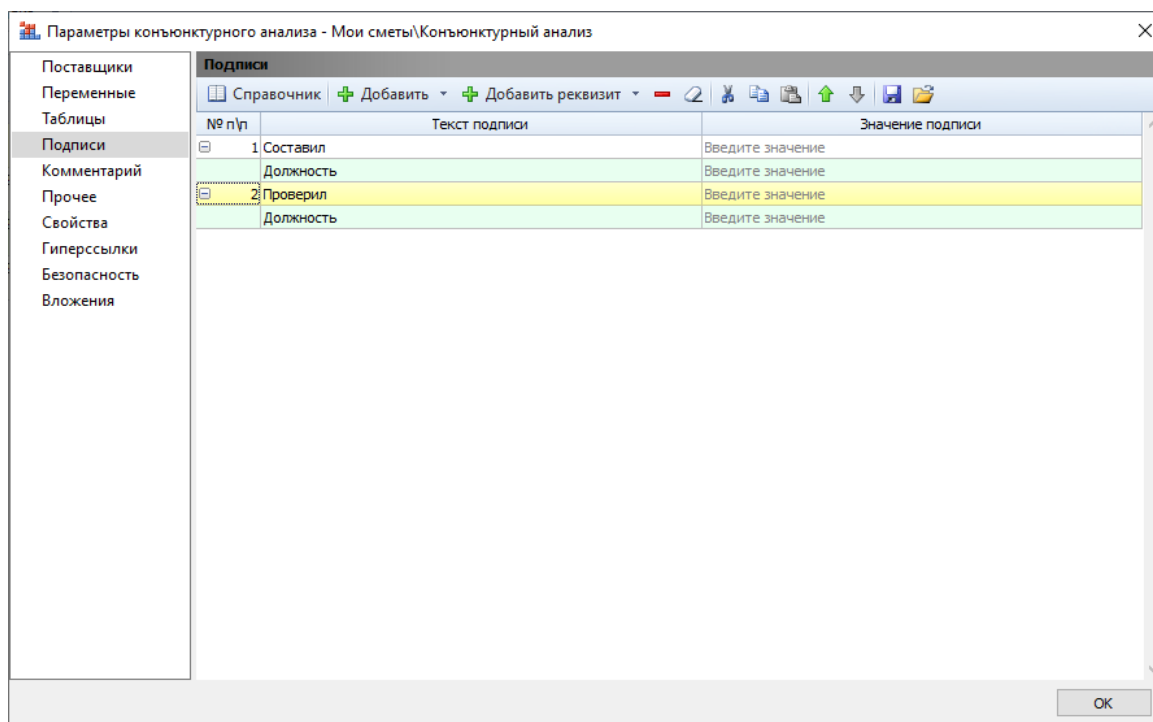 Параметры конъюнктурного анализа - Мои сметы\Конъюнктурный анализ
Поставщики
Переменные
Таблицы
Подписи
Комментарий
Прочее
Свойства
Гиперссылки
Безопасность
Вложения
Подписи
Справочник Добавить Добавить реквизит
№ п\п Текст подписи Значение подписи
1 Составил Введите значение
Должность Введите значение
2 Проверил Введите значение
Должность Введите значение
ОК